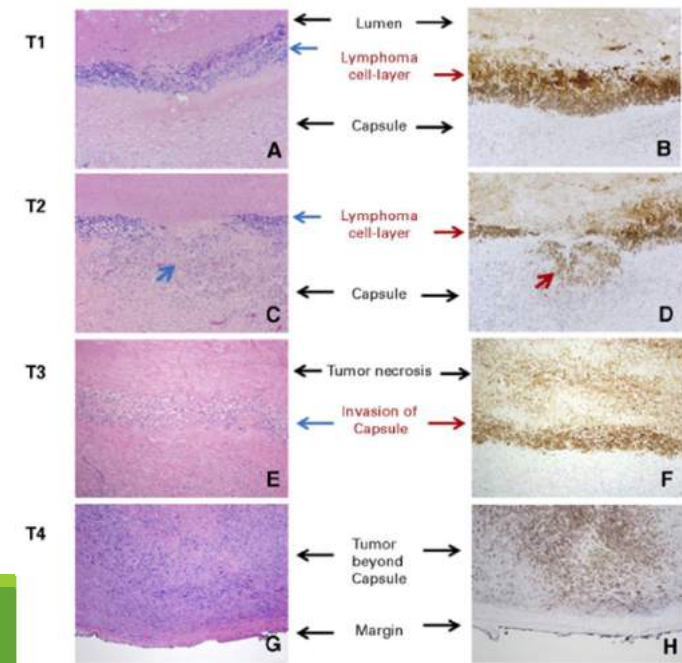 T1
Lumen
Lymphoma
cell-layer
Capsule
A
B
T2
Lymphoma
cell-layer
Capsule
C
D
T3
Tumor necrosis
Invasion of
Capsule
E
F
T4
Tumor
beyond
Capsule
Margin
G
H